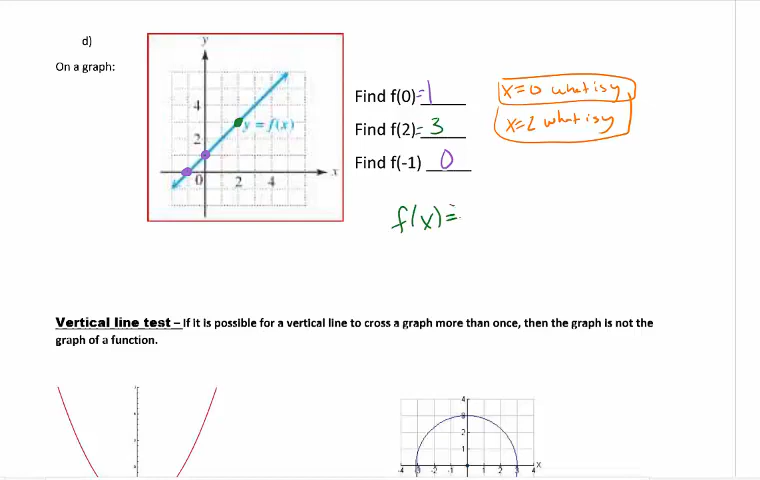 d)
On a graph:
y
4
2
y = f(x)
x
0
2
4
Find f(0)=1
Find f(2)=3
Find f(-1) 0
x=0 what is y
x=2 what is y
f(x)=
Vertical line test – If it is possible for a vertical line to cross a graph more than once, then the graph is not the
graph of a function.
4
2
1
x
-4 -2 -1 1 2 3 4